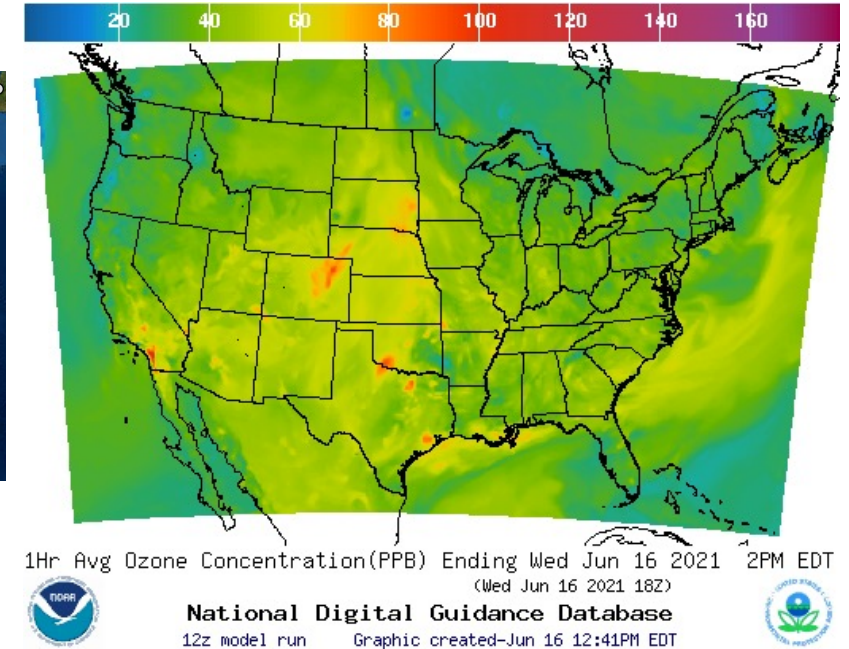 20 40 60 80 100 120 140 160
1Hr Avg Ozone Concentration(PPB) Ending Wed Jun 16 2021 2PM EDT
(Wed Jun 16 2021 18Z)
NOAA
National Digital Guidance Database
12z model run Graphic created-Jun 16 12:41PM EDT